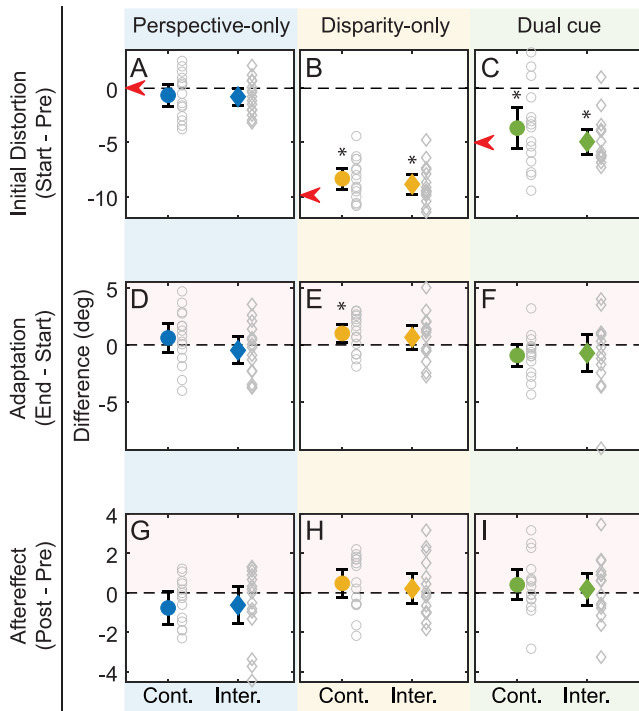 Perspective-only Disparity-only Dual cue
Initial Distortion
(Start - Pre)
A B C
0
-5
-10
* * * *
Adaptation
(End - Start)
Difference (deg)
D E F
5
0
-5
*
Aftereffect
(Post - Pre)
G H I
4
2
0
-2
-4
Cont. Inter. Cont. Inter. Cont. Inter.